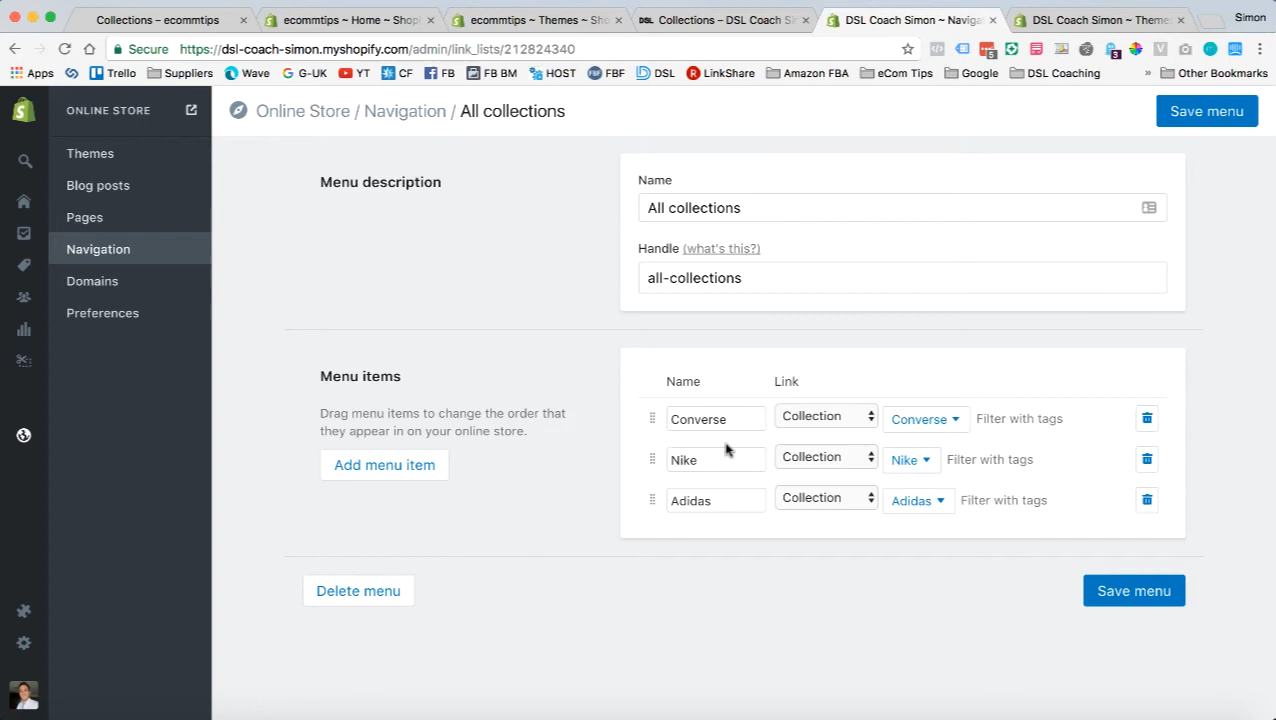 Collections – ecommtips
ecommtips ~ Home ~ Shopi
ecommtips ~ Themes ~ Sho
DSL Collections – DSL Coach Sim
DSL Coach Simon ~ Navigat
DSL Coach Simon ~ Themes
Simon
Secure https://dsl-coach-simon.myshopify.com/admin/link_lists/212824340
Apps Trello Suppliers Wave G-UK YT CF FB FB BM HOST FBF DSL LinkShare Amazon FBA eCom Tips Google DSL Coaching » Other Bookmarks
ONLINE STORE
Themes
Blog posts
Pages
Navigation
Domains
Preferences
Online Store / Navigation / All collections
Save menu
Menu description
Name
All collections
Handle (what's this?)
all-collections
Menu items
Drag menu items to change the order that
they appear in on your online store.
Add menu item
Name Link
Converse Collection Converse Filter with tags
Nike Collection Nike Filter with tags
Adidas Collection Adidas Filter with tags
Delete menu
Save menu